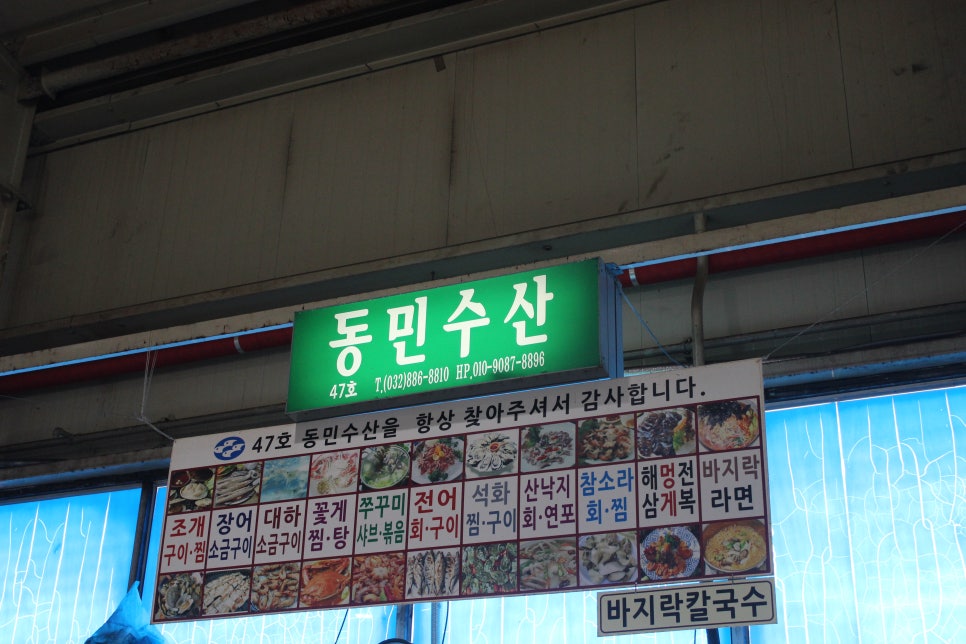 동민수산
47호 T,(032)886-8810 HP,010-9087-8896
47호 동민수산을 항상 찾아주셔서 감사합니다.
조개 장어 대하 꽃게 쭈꾸미 전어 석화 산낙지 참소라 해멍전 바지락
구이·찜 소금구이 소금구이 찜·탕 샤브·볶음 회·구이 찜·구이 회·연포 회·찜 삼게복 라면
바지락칼국수